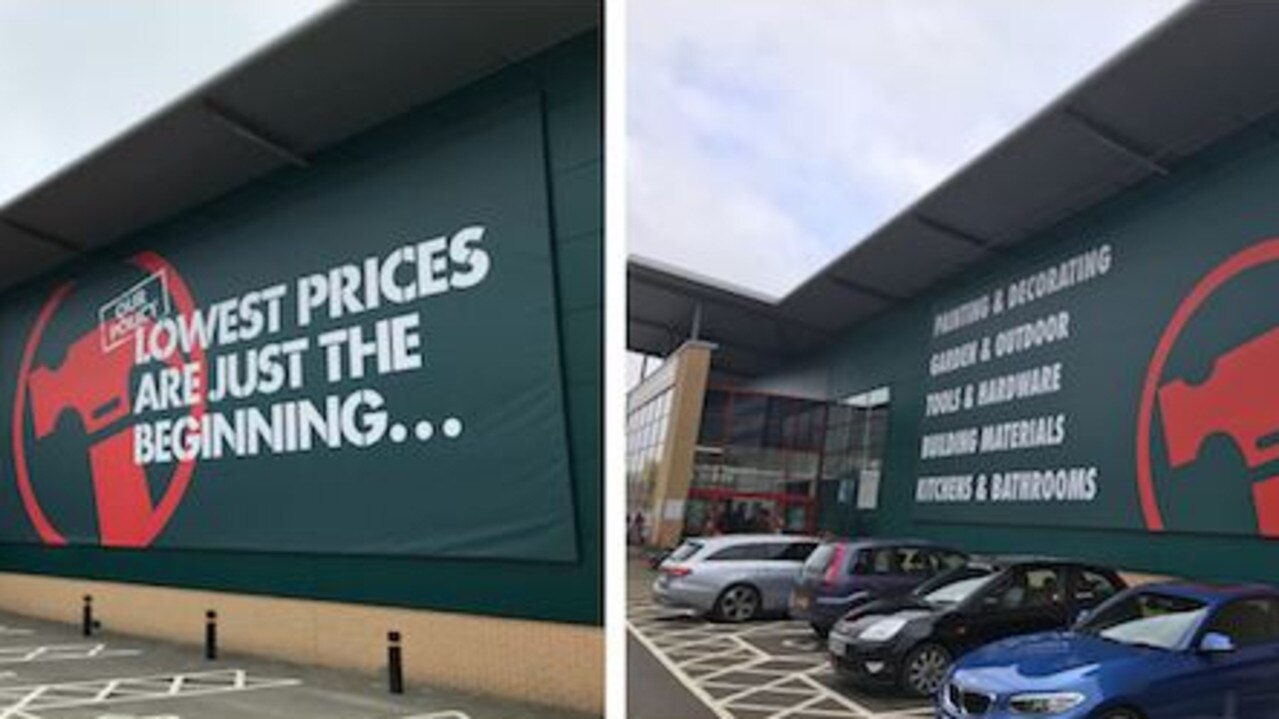 OUR
POLICY
LOWEST PRICES
ARE JUST THE
BEGINNING...
PAINTING & DECORATING
GARDEN & OUTDOOR
TOOLS & HARDWARE
BUILDING MATERIALS
KITCHENS & BATHROOMS